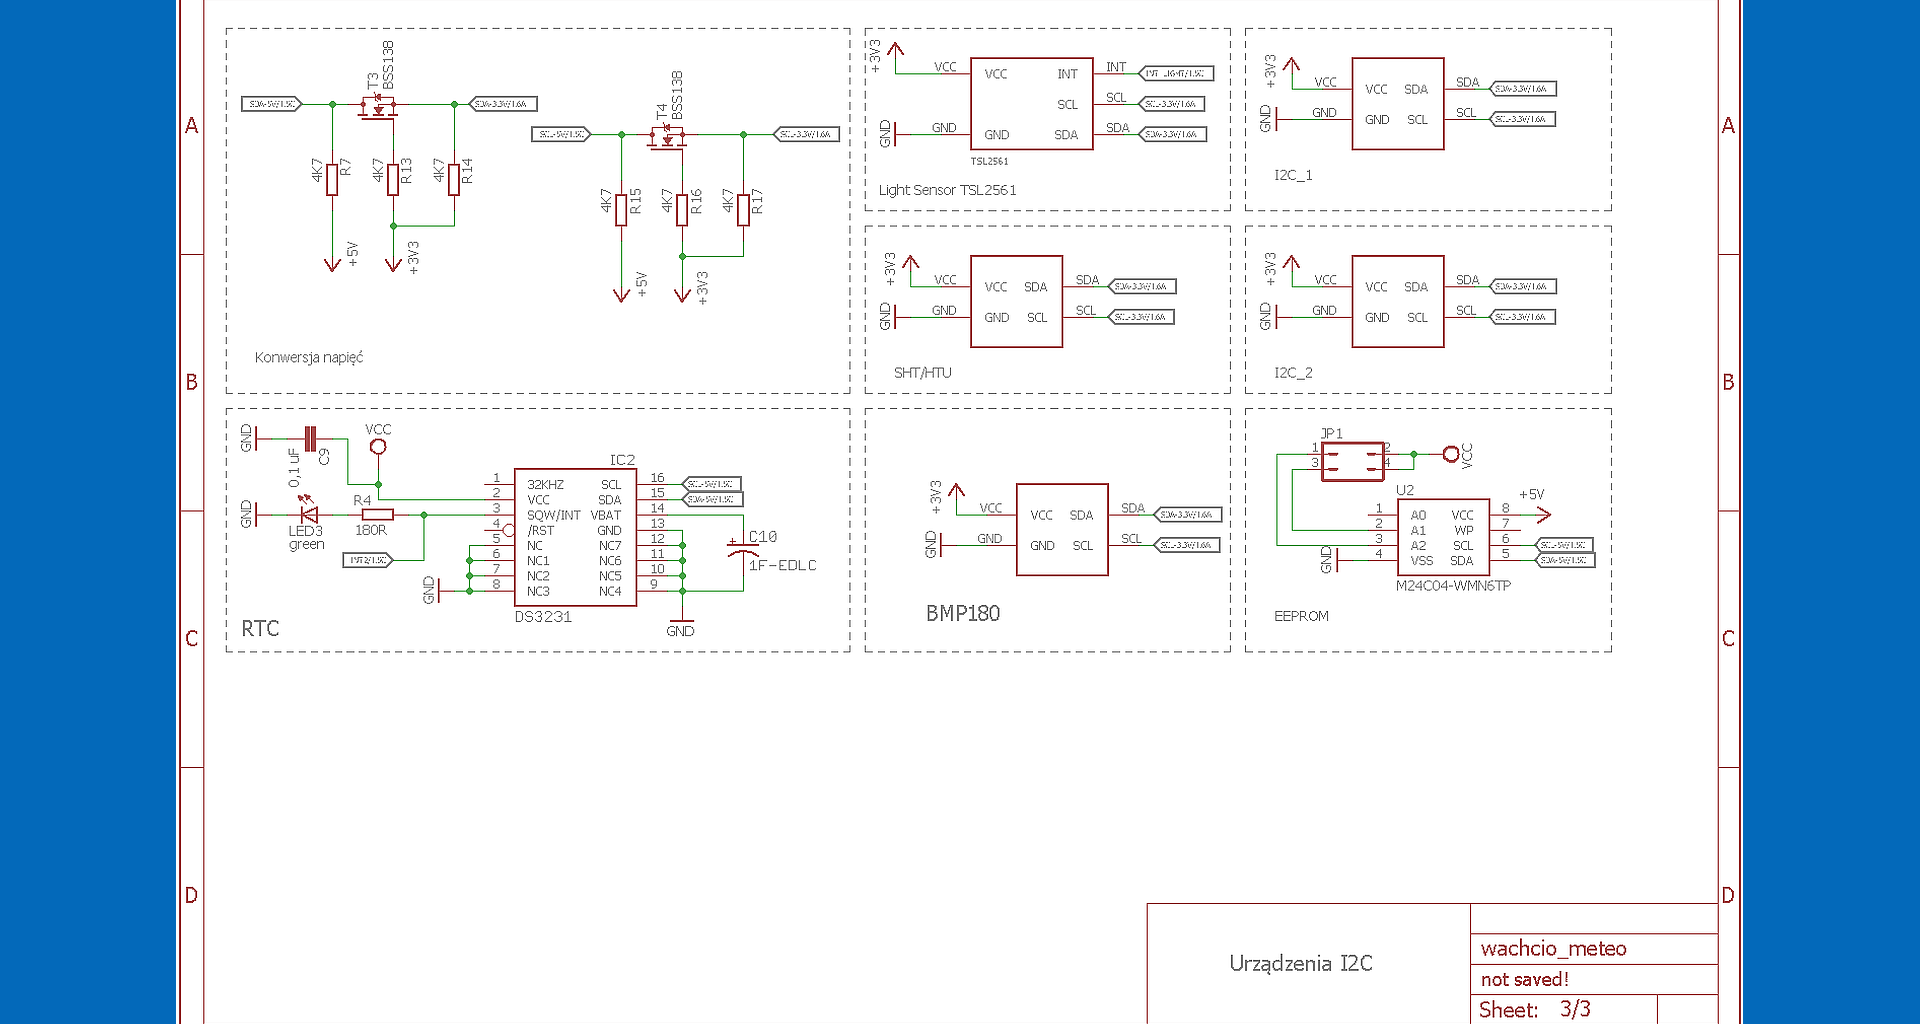 A
SDA-5V/1.5C
T3
BSS138
SDA-3.3V/1.6A
4K7
R7
4K7
R13
4K7
R14
+5V
+3V3
SCL-5V/1.5C
T4
BSS138
SCL-3.3V/1.6A
4K7
R15
4K7
R16
4K7
R17
+5V
+3V3
Konwersja napięć
+3V3
VCC
VCC
INT
INT
SCL
SCL
SCL-3.3V/1.6A
GND
GND
GND
SDA
SDA
SDA-3.3V/1.6A
TSL2561
Light Sensor TSL2561
+3V3
VCC
VCC
SDA
SDA
SDA-3.3V/1.6A
GND
GND
GND
SCL
SCL
SCL-3.3V/1.6A
I2C_1
A
B
+3V3
VCC
VCC
SDA
SDA
SDA-3.3V/1.6A
GND
GND
GND
SCL
SCL
SCL-3.3V/1.6A
SHT/HTU
+3V3
VCC
VCC
SDA
SDA
SDA-3.3V/1.6A
GND
GND
GND
SCL
SCL
SCL-3.3V/1.6A
I2C_2
B
C
GND
0,1 uF
C9
VCC
GND
LED3
green
R4
180R
IC2
1
32KHZ
SCL
16
SCL-5V/1.5C
2
VCC
SDA
15
SDA-5V/1.5C
3
SQW/INT
VBAT
14
4
/RST
GND
13
5
NC
NC7
12
6
NC1
NC6
11
7
NC2
NC5
10
8
NC3
NC4
9
GND
DS3231
GND
C10
+
1F-EDLC
RTC
+3V3
VCC
VCC
SDA
SDA
SDA-3.3V/1.6A
GND
GND
GND
SCL
SCL
SCL-3.3V/1.6A
BMP180
JP1
1
2
3
4
VCC
U2
+5V
1
A0
VCC
8
2
A1
WP
7
3
A2
SCL
6
SCL-5V/1.5C
4
VSS
SDA
5
SDA-5V/1.5C
GND
M24C04-WMN6TP
EEPROM
C
D
D
Urządzenia I2C
wachcio_meteo
not saved!
Sheet: 3/3